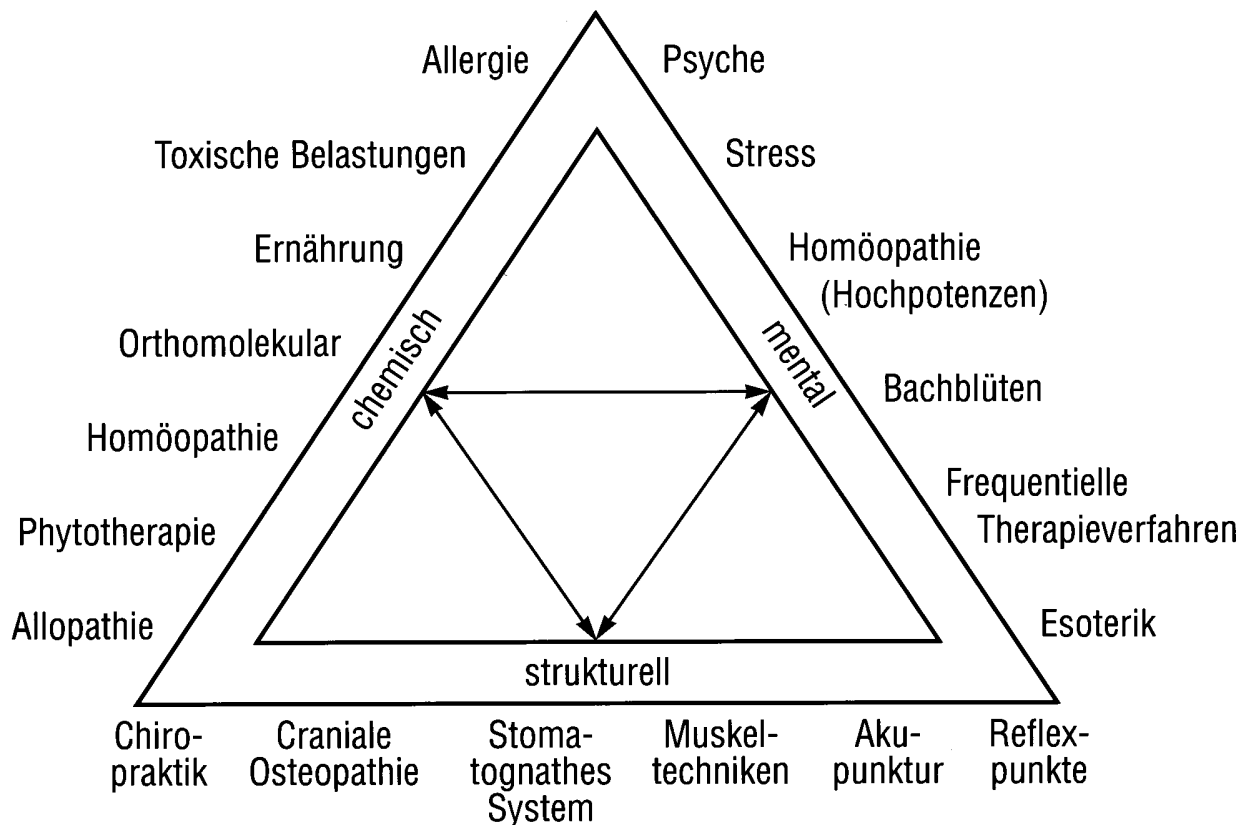 Allergie
Psyche
Toxische Belastungen
Stress
Ernährung
Homöopathie
(Hochpotenzen)
Orthomolekular
chemisch
mental
Bachblüten
Homöopathie
Frequentielle
Therapieverfahren
Phytotherapie
Allopathie
Esoterik
strukturell
Chiro-
praktik
Craniale
Osteopathie
Stoma-
tognathes
System
Muskel-
techniken
Aku-
punktur
Reflex-
punkte